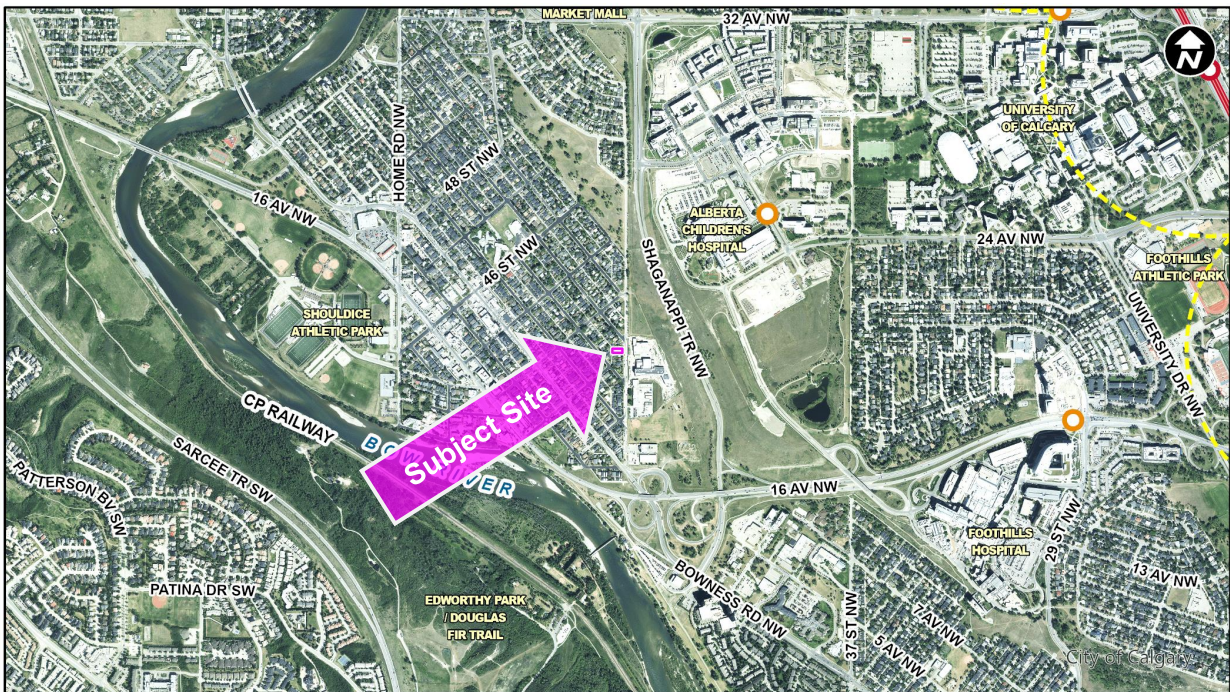 MARKET MALL
32 AV NW
N
UNIVERSITY
OF CALGARY
HOME RD NW
48 ST NW
16 AV NW
ALBERTA
CHILDREN'S
HOSPITAL
24 AV NW
46 ST NW
SHAGANAPPI TR NW
FOOTHILLS
ATHLETIC PARK
SHOULDICE
ATHLETIC PARK
UNIVERSITY DR NW
Subject Site
CP RAILWAY
BOW RIVER
SARCEE TR SW
PATTERSON BV SW
16 AV NW
FOOTHILLS
HOSPITAL
29 ST NW
13 AV NW
BOWNESS RD NW
PATINA DR SW
EDWORTHY PARK
/ DOUGLAS
FIR TRAIL
37 ST NW
7 AV NW
5 AV NW
City of Calgary